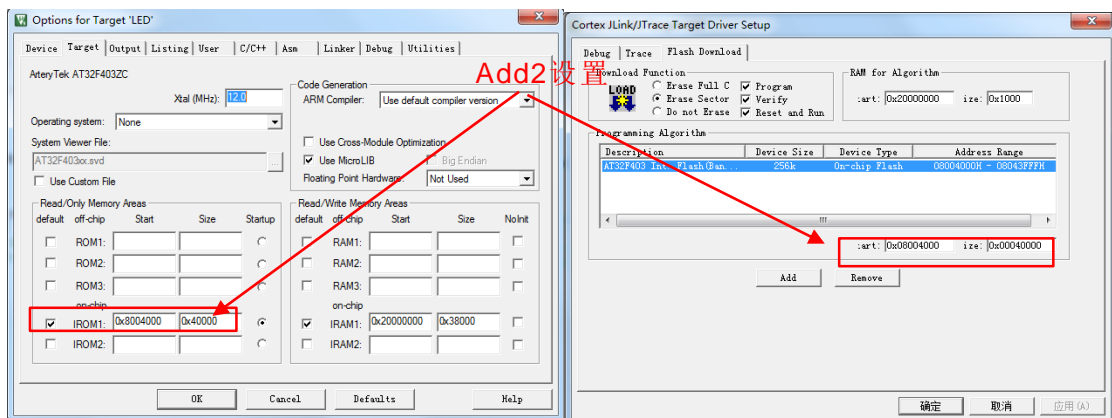 Options for Target 'LED'
Device Target Output Listing User C/C++ Asm Linker Debug Utilities
ArteryTek AT32F403ZC
Xtal (MHz): 12.0
Operating system: None
System Viewer File:
AT32F403xx.svd
...
Use Custom File
Code Generation
ARM Compiler: Use default compiler version
Use Cross-Module Optimization
Use MicroLIB Big Endian
Floating Point Hardware: Not Used
Read/Only Memory Areas
default off-chip Start Size Startup
ROM1:
ROM2:
ROM3:
on-chip
IROM1: 0x8004000 0x40000
IROM2:
Read/Write Memory Areas
default off-chip Start Size NoInit
RAM1:
RAM2:
RAM3:
on-chip
IRAM1: 0x20000000 0x38000
IRAM2:
OK Cancel Defaults Help
Add2设置
Cortex JLink/JTrace Target Driver Setup
Debug Trace Flash Download
Download Function
LOAD
Erase Full C
Erase Sector
Do not Erase
Program
Verify
Reset and Run
RAM for Algorithm
:art: 0x20000000 ize: 0x1000
Programming Algorithm
Description Device Size Device Type Address Range
AT32F403 Int. Flash(Ban... 256k On-chip Flash 08004000H - 08043FFFH
:art: 0x08004000 ize: 0x00040000
Add Remove
确定 取消 应用(A)